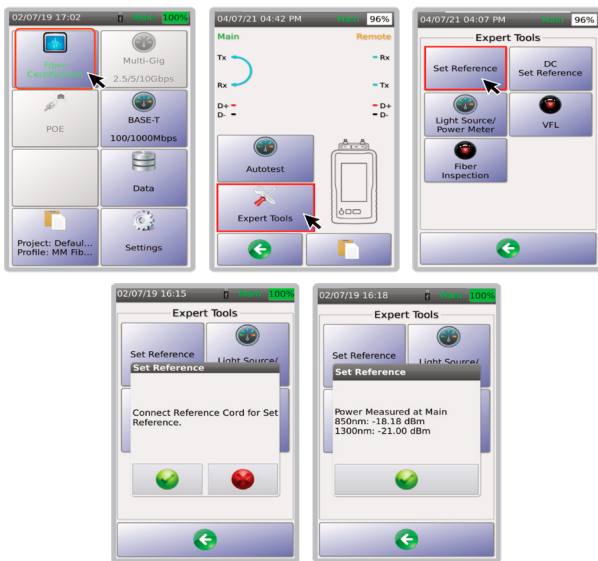 02/07/19 17:02 Main 100%
Fiber
Certification
Multi-Gig
2.5/5/10Gbps
POE
BASE-T
100/1000Mbps
Data
Project: Defaul...
Profile: MM Fib...
Settings
04/07/21 04:42 PM Main 96%
Main Remote
Tx Rx
Rx Tx
D+ D+
D- D-
Autotest
Expert Tools
04/07/21 04:07 PM Main 96%
Expert Tools
Set Reference
DC
Set Reference
Light Source/
Power Meter
VFL
Fiber
Inspection
02/07/19 16:15 Main 100%
Expert Tools
Set Reference
Light Source/
Set Reference
Connect Reference Cord for Set
Reference.
02/07/19 16:18 Main 100%
Expert Tools
Set Reference
Light Source/
Set Reference
Power Measured at Main
850nm: -18.18 dBm
1300nm: -21.00 dBm